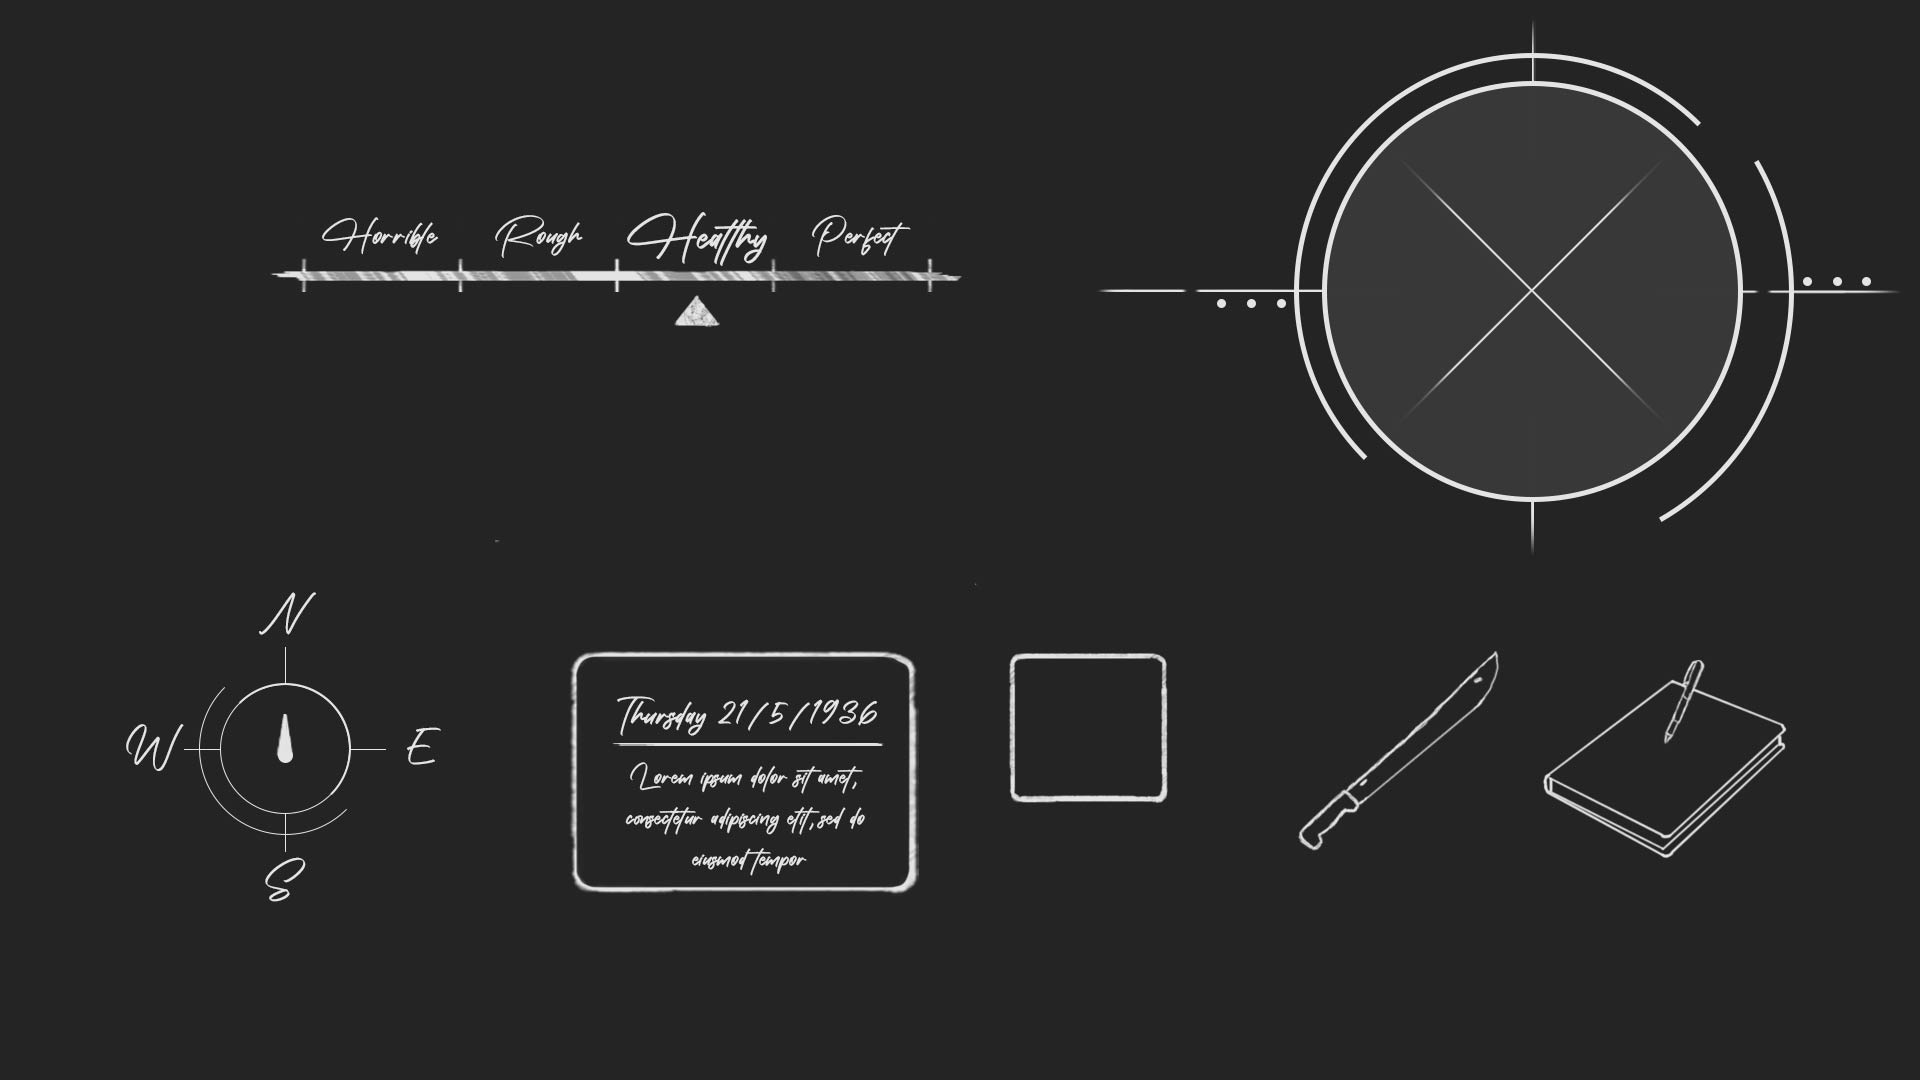 Horrible Rough Healthy Perfect
N
W E
S
Thursday 21/5/1936
Lorem ipsum dolor sit amet,
consectetur adipiscing elit, sed do
eiusmod tempor